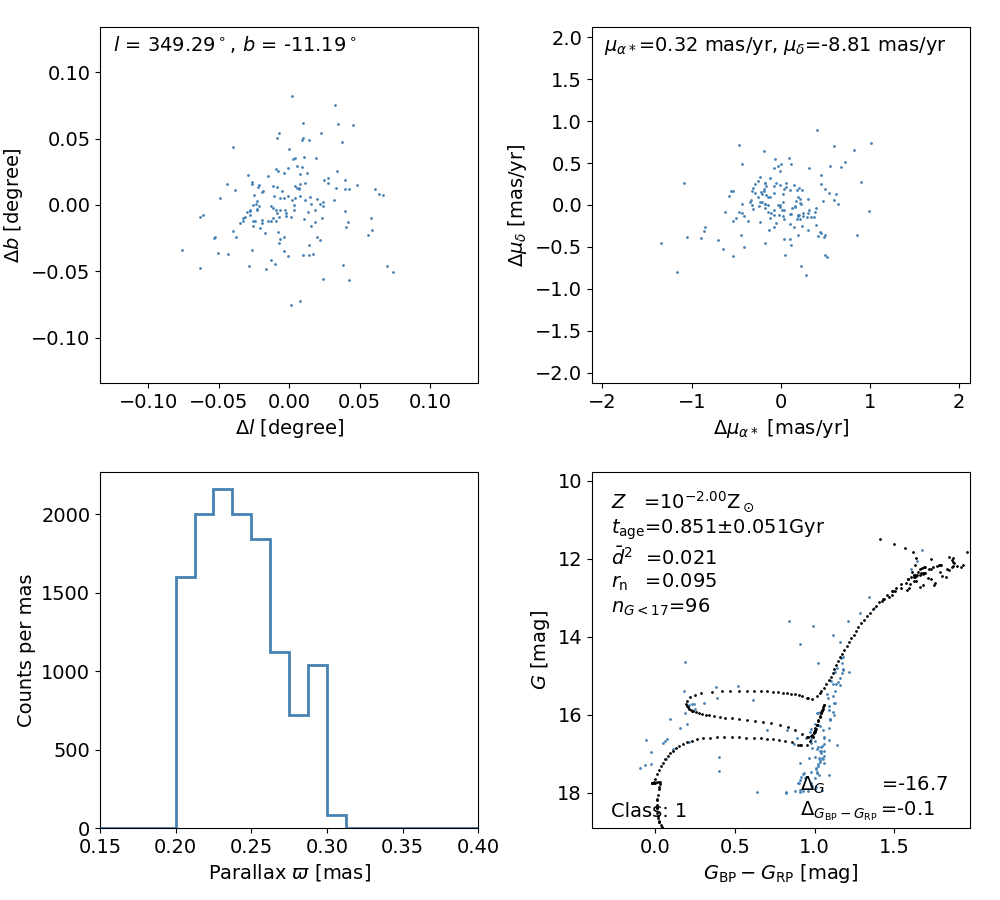 l = 349.29°, b = -11.19°
0.10
0.05
0.00
−0.05
−0.10
Δb [degree]
−0.10 −0.05 0.00 0.05 0.10
Δl [degree]
μα*=0.32 mas/yr, μδ=-8.81 mas/yr
2.0
1.5
1.0
0.5
0.0
−0.5
−1.0
−1.5
−2.0
Δμδ [mas/yr]
−2 −1 0 1 2
Δμα* [mas/yr]
2000
1500
1000
500
0
Counts per mas
0.15 0.20 0.25 0.30 0.35 0.40
Parallax ϖ [mas]
10
12
14
16
18
G [mag]
Z =10^−2.00Z⊙
tage=0.851±0.051Gyr
d̄² =0.021
rn =0.095
nG<17=96
ΔG =-16.7
ΔGBP−GRP=-0.1
Class: 1
0.0 0.5 1.0 1.5
GBP − GRP [mag]